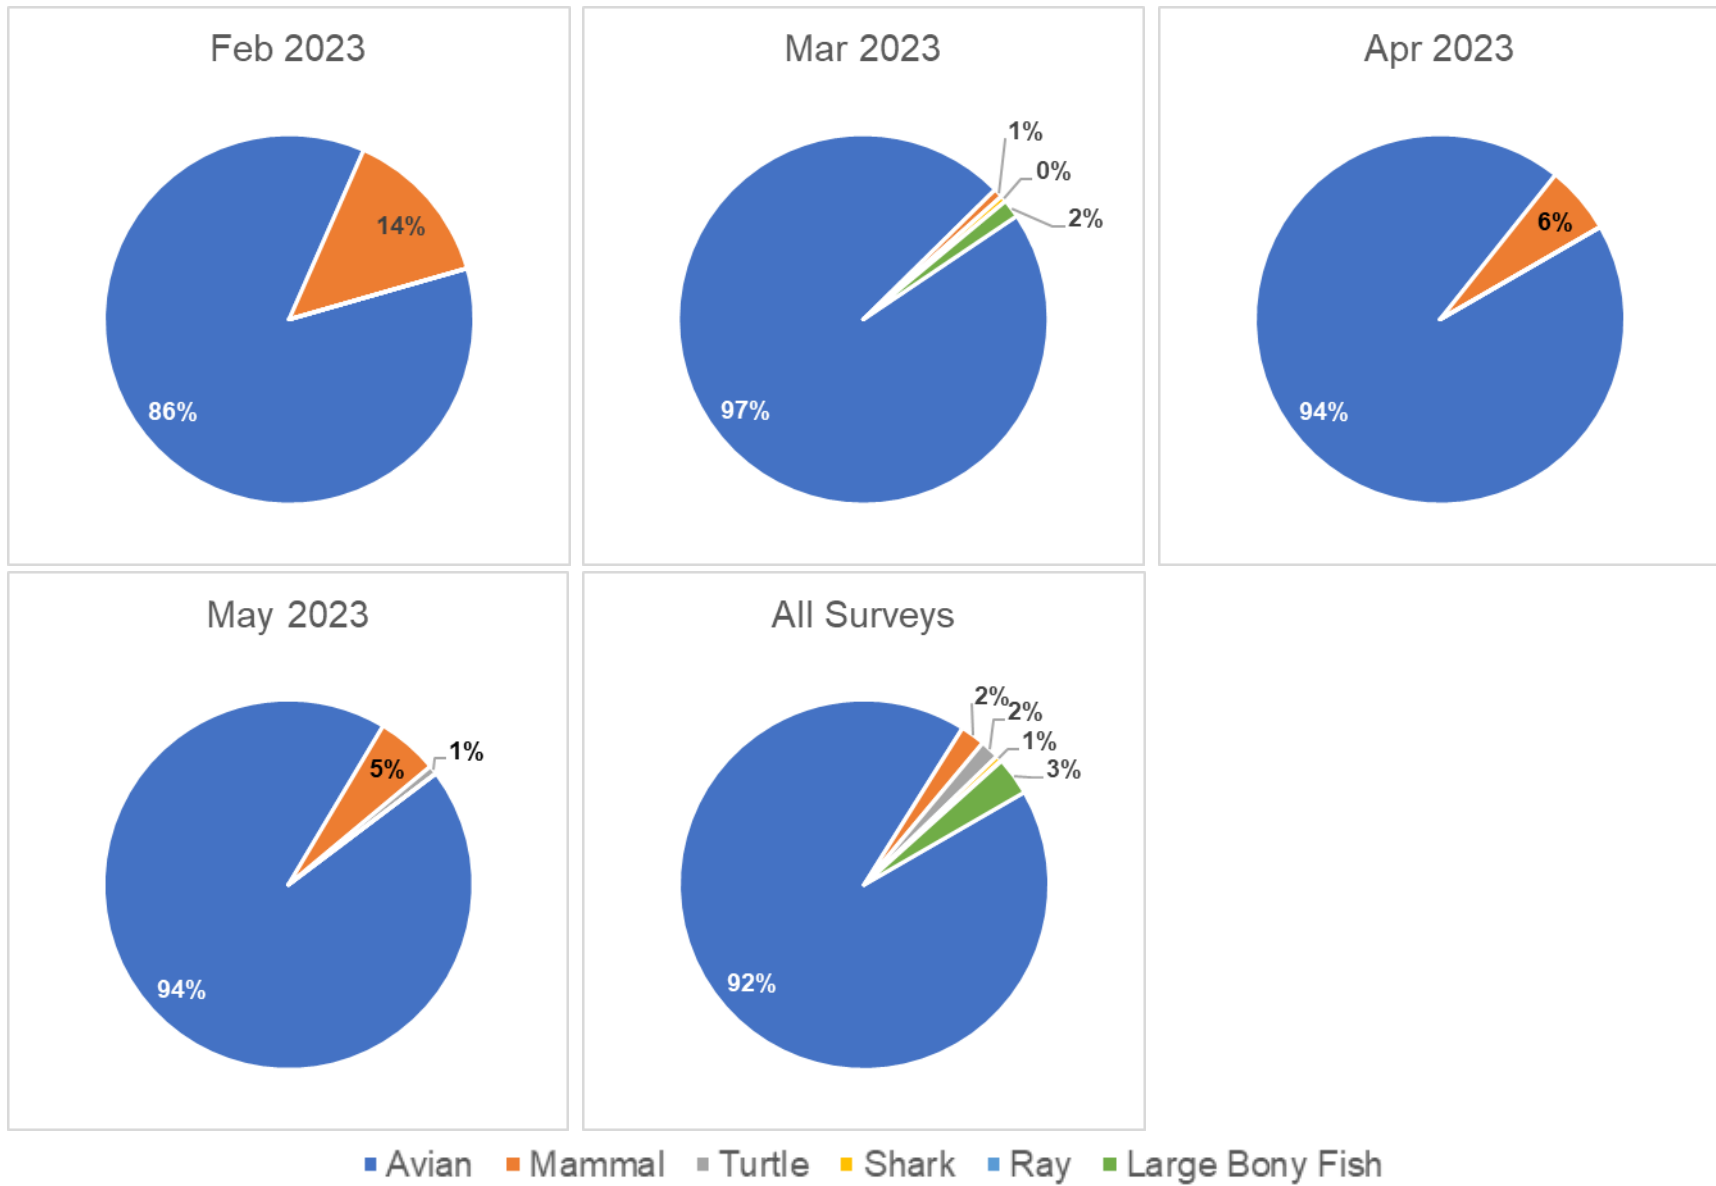 Feb 2023
14%
86%
Mar 2023
1%
0%
2%
97%
Apr 2023
6%
94%
May 2023
1%
5%
94%
All Surveys
2%
2%
1%
3%
92%
Avian Mammal Turtle Shark Ray Large Bony Fish